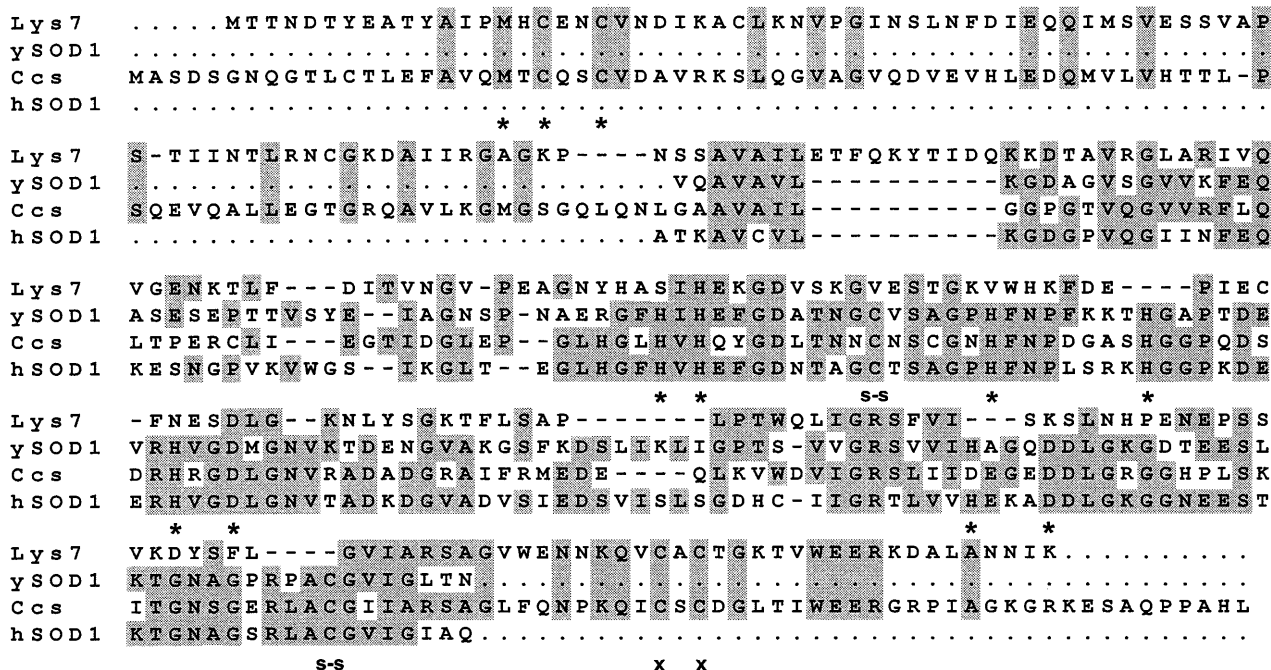 Lys7 .....MTTNDTYEATYAIPMHCENCVNDIKACLKNVPGINSLNFDIEQQIMSVESSVAP
ySOD1 ...........................................................
Ccs MASDSGNQGTLCTLEFAVQMTCQSCVDAVRKSLQGVAGVQDVEVHLEDQMVLVHTTL-P
hSOD1 ...........................................................
* * *
Lys7 S-TIINTLRNCGKDAIIRGAGKP----NSSAVAILETFQKYTIDQKKDTAVRGLARIVQ
ySOD1 ............................VQAVAVL----------KGDAGVSGVVKFEQ
Ccs SQEVQALLEGTGRQAVLKGMGSGQLQNLGAAVAIL----------GGPGTVQGVVRFLQ
hSOD1 ...........................ATKAVCVL----------KGDGPVQGIINFEQ
Lys7 VGENKTLF---DITVNGV-PEAGNYHASIHEKGDVSKGVESTGKVWHKFDE----PIEC
ySOD1 ASESEPTTVSYE--IAGNSP-NAERGFHIHEFGDATNGCVSAGPHFNPFKKTHGAPTDE
Ccs LTPERCLI---EGTIDGLEP--GLHGLHVHQYGDLTNNCNSCGNHFNPDGASHGGPQDS
hSOD1 KESNGPVKVWGS--IKGLT--EGLHGFHVHEFGDNTAGCTSAGPHFNPLSRKHGGPKDE
* * s-s * *
Lys7 -FNESDLG--KNLYSGKTFLSAP-------LPTWQLIGRSFVI---SKSLNHPENEPSS
ySOD1 VRHVGDMGNVKTDENGVAKGSFKDSLIKLIGPTS-VVGRSVVIHAGQDDLGKGDTEESL
Ccs DRHRGDLGNVRADADGRAIFRMEDE----QLKVWDVIGRSLIIDEGEDDLGRGGHPLSK
hSOD1 ERHVGDLGNVTADKDGVADVSIEDSVISLSGDHC-IIGRTLVVHEKADDLGKGGNEEST
* * * *
Lys7 VKDYSFL----GVIARSAGVWENNKQVCACTGKTVWEERKDALANNIK..........
ySOD1 KTGNAGPRPACGVIGLTN........................................
Ccs ITGNSGERLACGIIARSAGLFQNPKQICSCDGLTIWEERGRPIAGKGRKESAQPPAHL
hSOD1 KTGNAGSRLACGVIGIAQ........................................
s-s x x